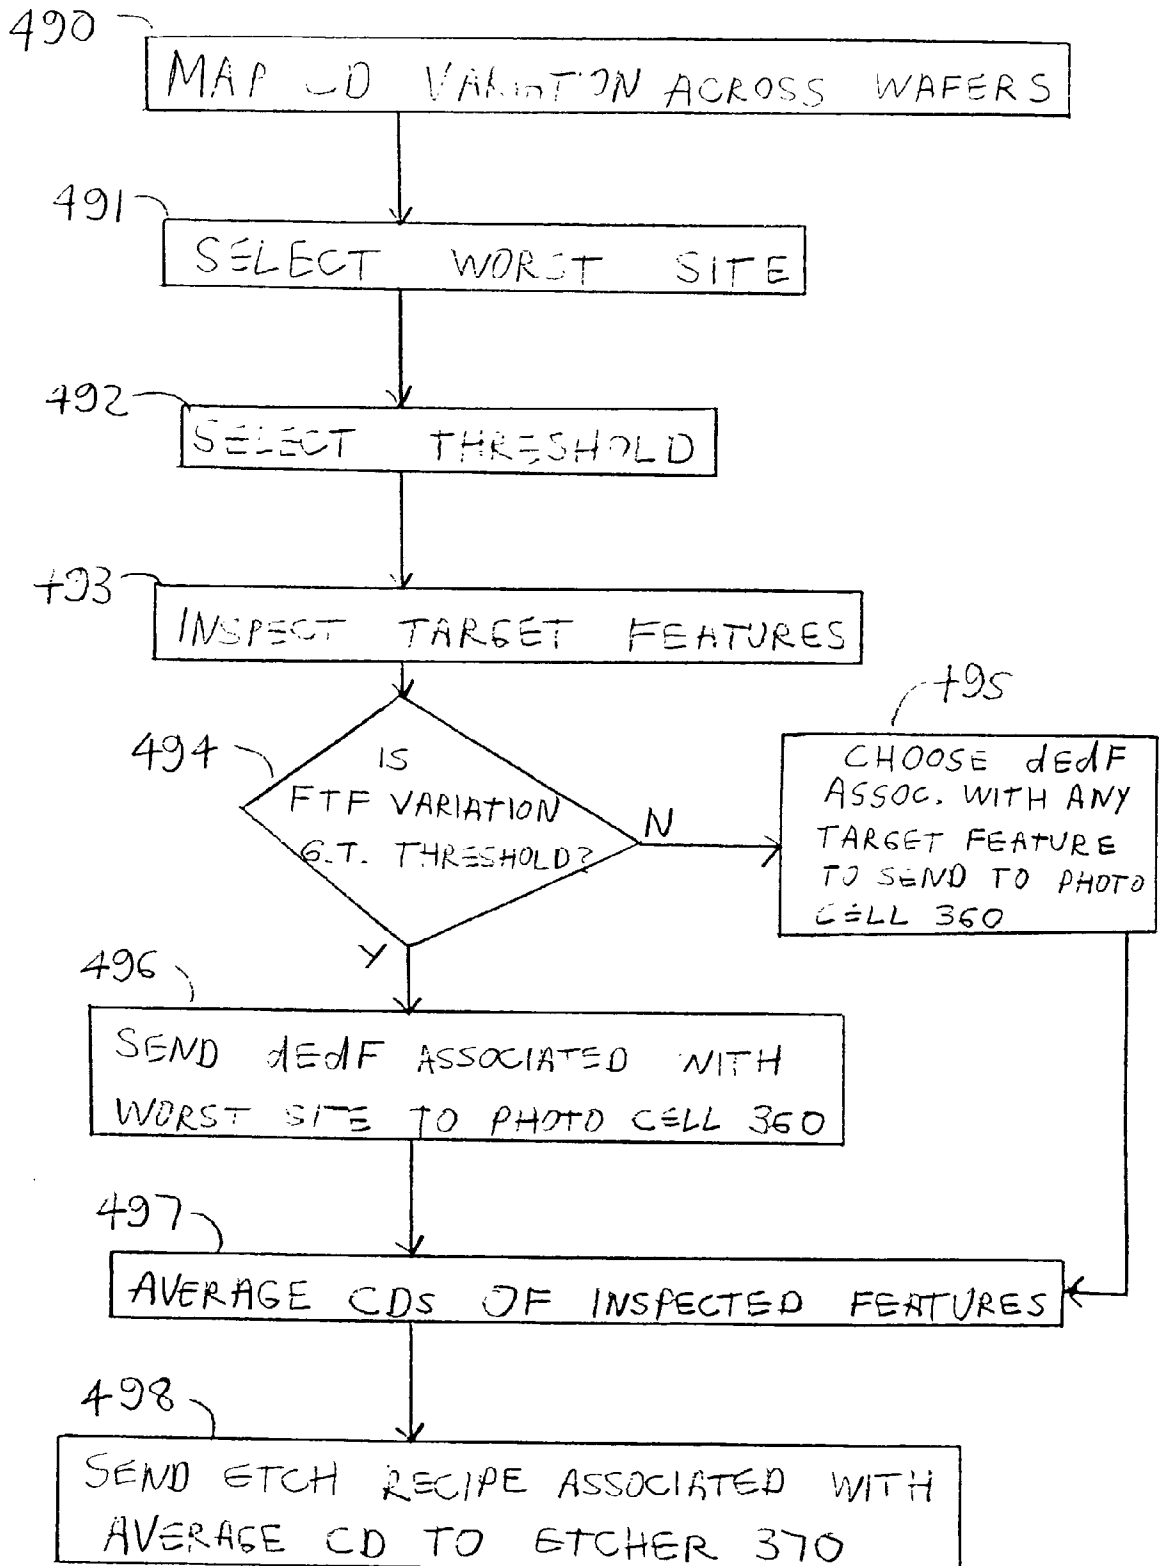 490
MAP CD VARIATION ACROSS WAFERS
491
SELECT WORST SITE
492
SELECT THRESHOLD
493
INSPECT TARGET FEATURES
494
IS
FTF VARIATION
G.T. THRESHOLD?
N
Y
495
CHOOSE dEdF
ASSOC. WITH ANY
TARGET FEATURE
TO SEND TO PHOTO
CELL 360
496
SEND dEdF ASSOCIATED WITH
WORST SITE TO PHOTO CELL 360
497
AVERAGE CDs OF INSPECTED FEATURES
498
SEND ETCH RECIPE ASSOCIATED WITH
AVERAGE CD TO ETCHER 370